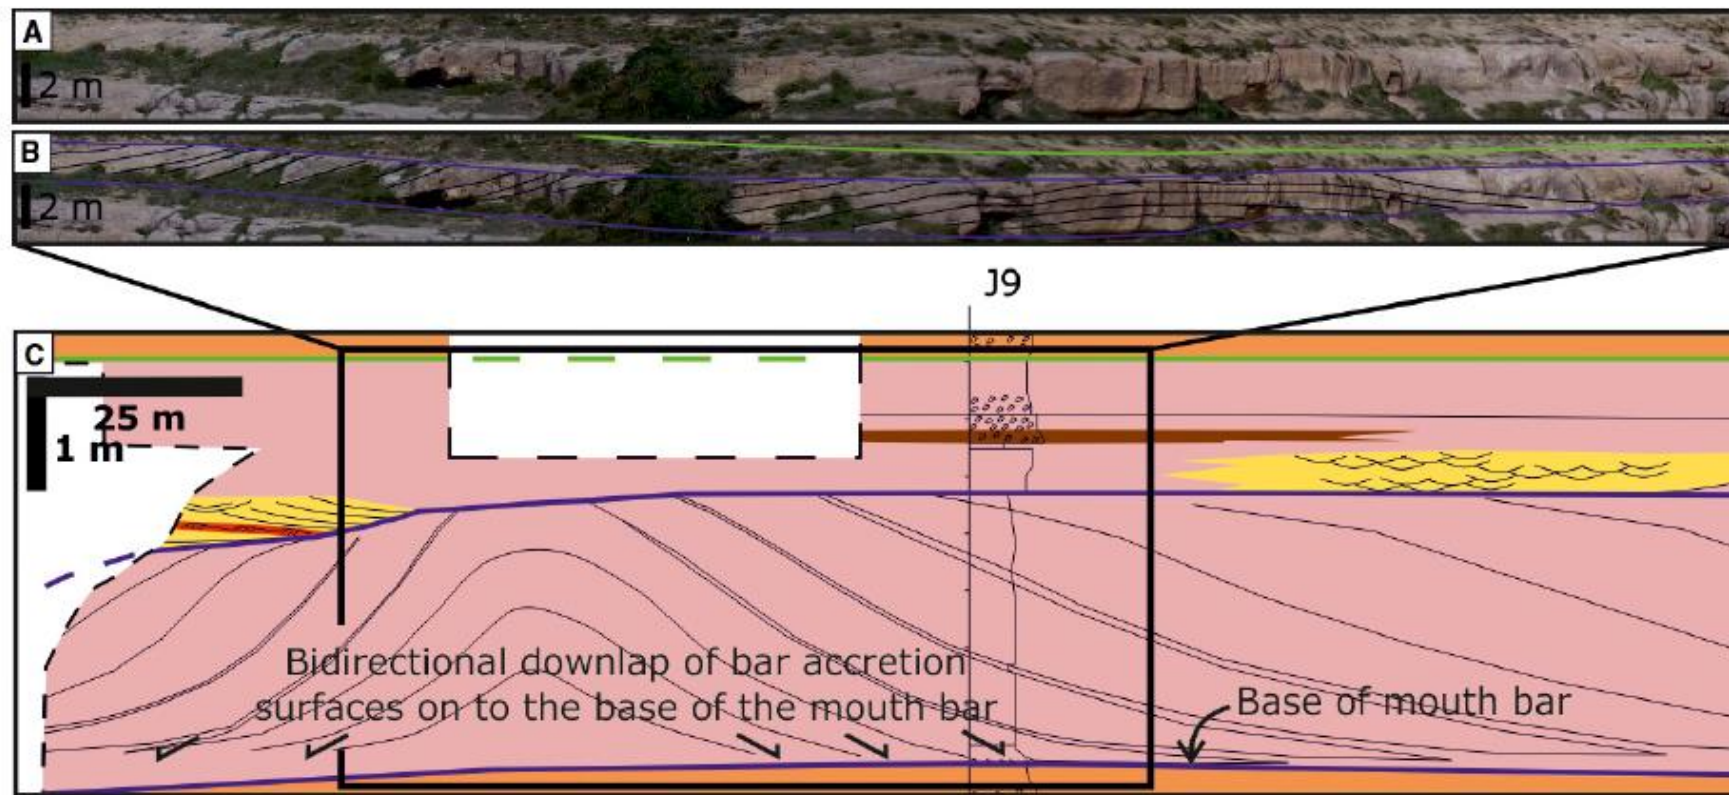 A
2 m
B
2 m
J9
C
25 m
1 m
Bidirectional downlap of bar accretion
surfaces on to the base of the mouth bar
Base of mouth bar